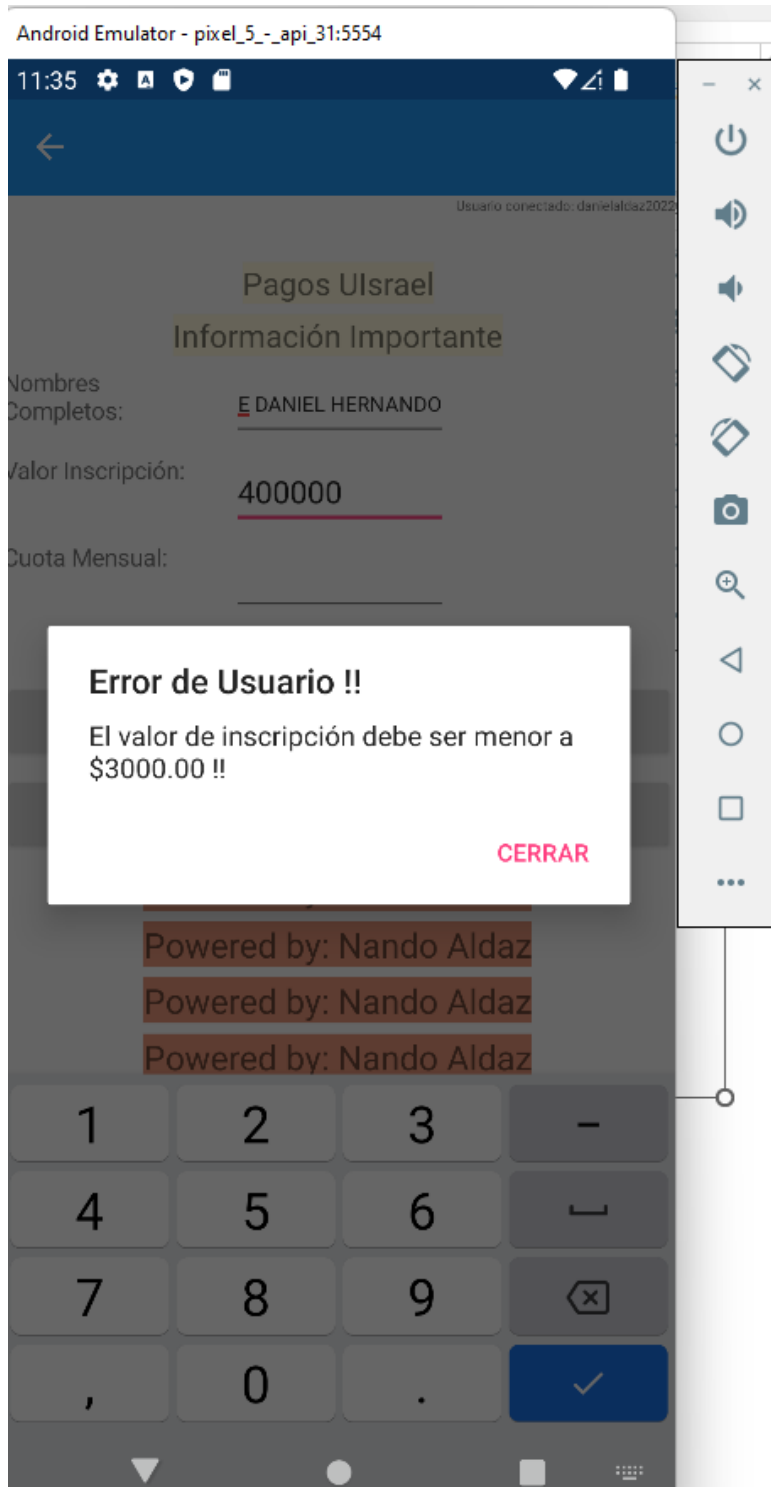 Android Emulator - pixel_5_-_api_31:5554
11:35
Usuario conectado: danielaldaz2022
Pagos UIsrael
Información Importante
Nombres
Completos:
E DANIEL HERNANDO
Valor Inscripción:
400000
Cuota Mensual:
Error de Usuario !!
El valor de inscripción debe ser menor a
$3000.00 !!
CERRAR
Powered by: Nando Aldaz
Powered by: Nando Aldaz
Powered by: Nando Aldaz
1 2 3 -
4 5 6
7 8 9
, 0 .